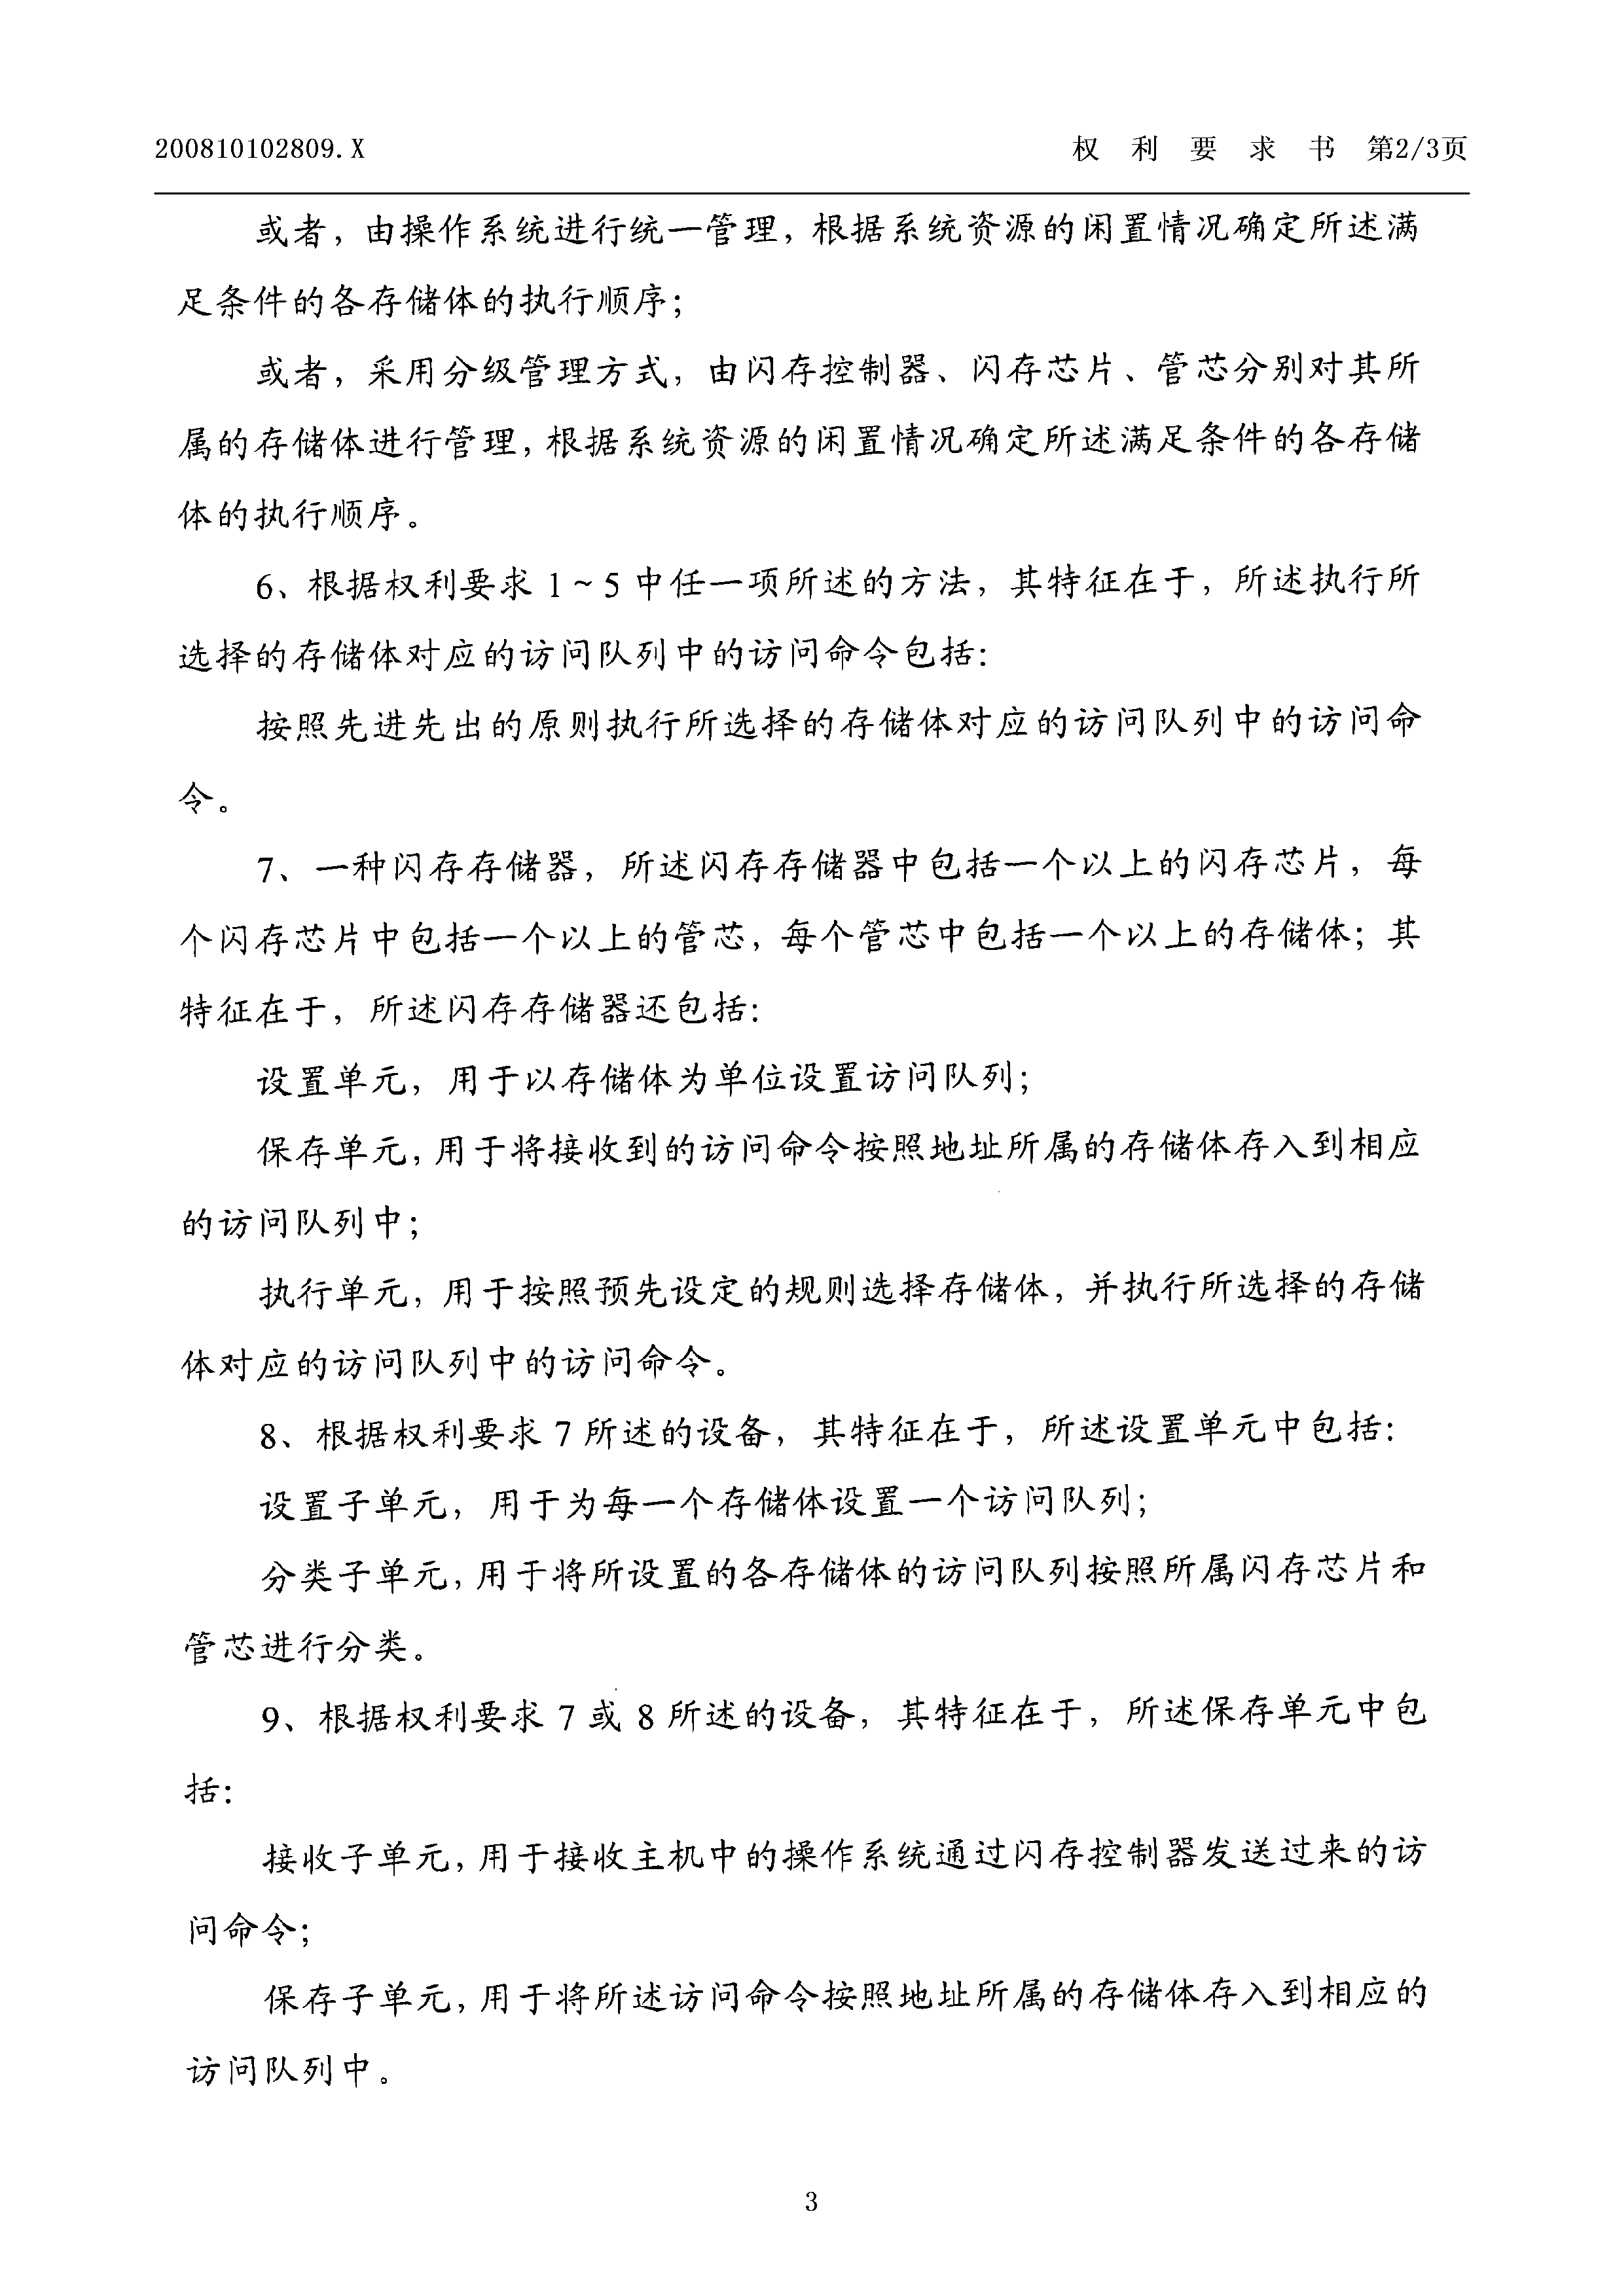 200810102809.X 权利要求书 第2/3页
或者，由操作系统进行统一管理，根据系统资源的闲置情况确定所述满
足条件的各存储体的执行顺序；
或者，采用分级管理方式，由闪存控制器、闪存芯片、管芯分别对其所
属的存储体进行管理，根据系统资源的闲置情况确定所述满足条件的各存储
体的执行顺序。
6、根据权利要求 1～5 中任一项所述的方法，其特征在于，所述执行所
选择的存储体对应的访问队列中的访问命令包括：
按照先进先出的原则执行所选择的存储体对应的访问队列中的访问命
令。
7、一种闪存存储器，所述闪存存储器中包括一个以上的闪存芯片，每
个闪存芯片中包括一个以上的管芯，每个管芯中包括一个以上的存储体；其
特征在于，所述闪存存储器还包括：
设置单元，用于以存储体为单位设置访问队列；
保存单元，用于将接收到的访问命令按照地址所属的存储体存入到相应
的访问队列中；
执行单元，用于按照预先设定的规则选择存储体，并执行所选择的存储
体对应的访问队列中的访问命令。
8、根据权利要求 7 所述的设备，其特征在于，所述设置单元中包括：
设置子单元，用于为每一个存储体设置一个访问队列；
分类子单元，用于将所设置的各存储体的访问队列按照所属闪存芯片和
管芯进行分类。
9、根据权利要求 7 或 8 所述的设备，其特征在于，所述保存单元中包
括：
接收子单元，用于接收主机中的操作系统通过闪存控制器发送过来的访
问命令；
保存子单元，用于将所述访问命令按照地址所属的存储体存入到相应的
访问队列中。
3